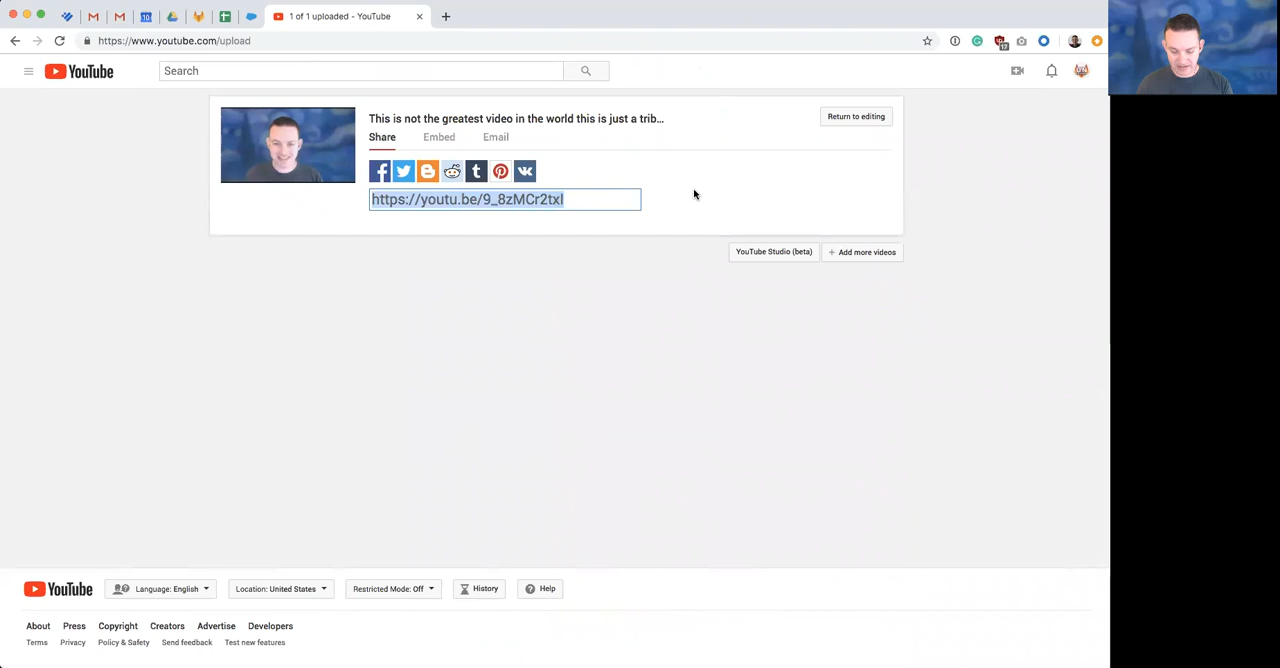 1 of 1 uploaded - YouTube
https://www.youtube.com/upload
17
YouTube
Search
This is not the greatest video in the world this is just a trib...
Return to editing
Share Embed Email
https://youtu.be/9_8zMCr2txI
YouTube Studio (beta) + Add more videos
YouTube Language: English Location: United States Restricted Mode: Off History Help
About Press Copyright Creators Advertise Developers
Terms Privacy Policy & Safety Send feedback Test new features